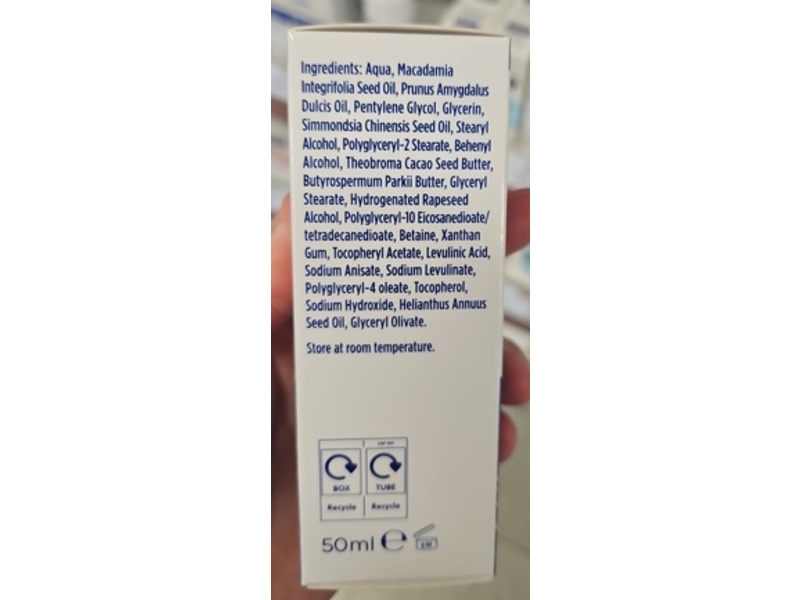 Ingredients: Aqua, Macadamia
Integrifolia Seed Oil, Prunus Amygdalus
Dulcis Oil, Pentylene Glycol, Glycerin,
Simmondsia Chinensis Seed Oil, Stearyl
Alcohol, Polyglyceryl-2 Stearate, Behenyl
Alcohol, Theobroma Cacao Seed Butter,
Butyrospermum Parkii Butter, Glyceryl
Stearate, Hydrogenated Rapeseed
Alcohol, Polyglyceryl-10 Eicosanedioate/
tetradecanedioate, Betaine, Xanthan
Gum, Tocopheryl Acetate, Levulinic Acid,
Sodium Anisate, Sodium Levulinate,
Polyglyceryl-4 oleate, Tocopherol,
Sodium Hydroxide, Helianthus Annuus
Seed Oil, Glyceryl Olivate.
Store at room temperature.
BOX TUBE
Recycle Recycle
50ml e